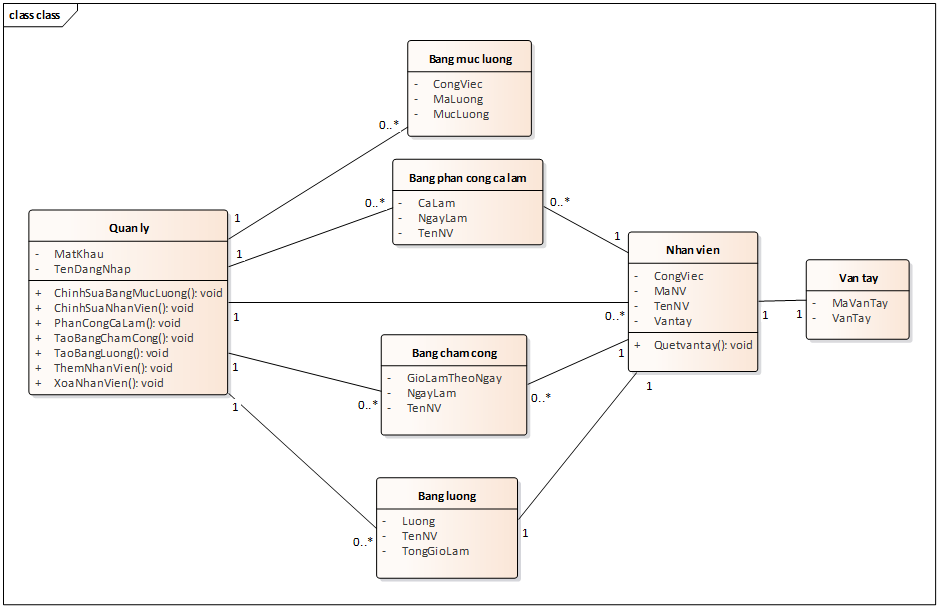 class class
Bang muc luong
- CongViec
- MaLuong
- MucLuong
0..*
1
Bang phan cong ca lam
- CaLam
- NgayLam
- TenNV
0..*
0..*
1
1
Quan ly
- MatKhau
- TenDangNhap
+ ChinhSuaBangMucLuong(): void
+ ChinhSuaNhanVien(): void
+ PhanCongCaLam(): void
+ TaoBangChamCong(): void
+ TaoBangLuong(): void
+ ThemNhanVien(): void
+ XoaNhanVien(): void
1
0..*
Nhan vien
- CongViec
- MaNV
- TenNV
- Vantay
+ Quetvantay(): void
1
1
Van tay
- MaVanTay
- VanTay
Bang cham cong
- GioLamTheoNgay
- NgayLam
- TenNV
1
0..*
0..*
1
Bang luong
- Luong
- TenNV
- TongGioLam
1
0..*
1
1